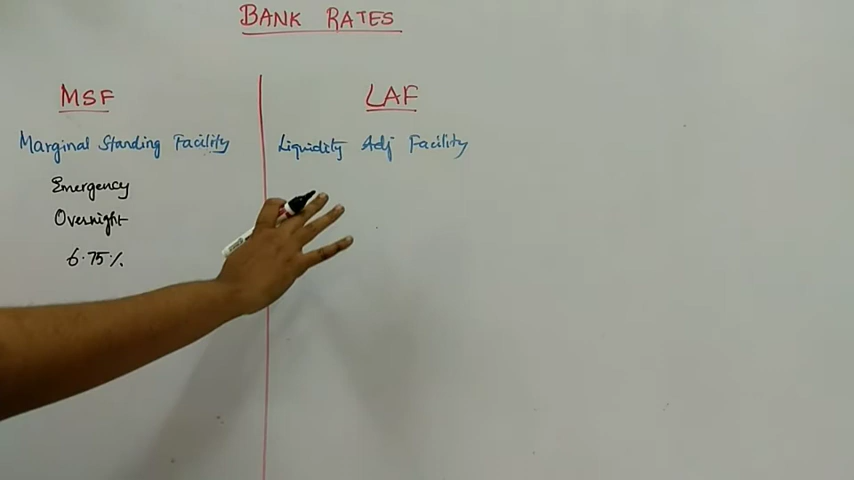 BANK RATES
MSF
Marginal Standing Facility
Emergency
Overnight
6.75%
LAF
Liquidity Adj Facility